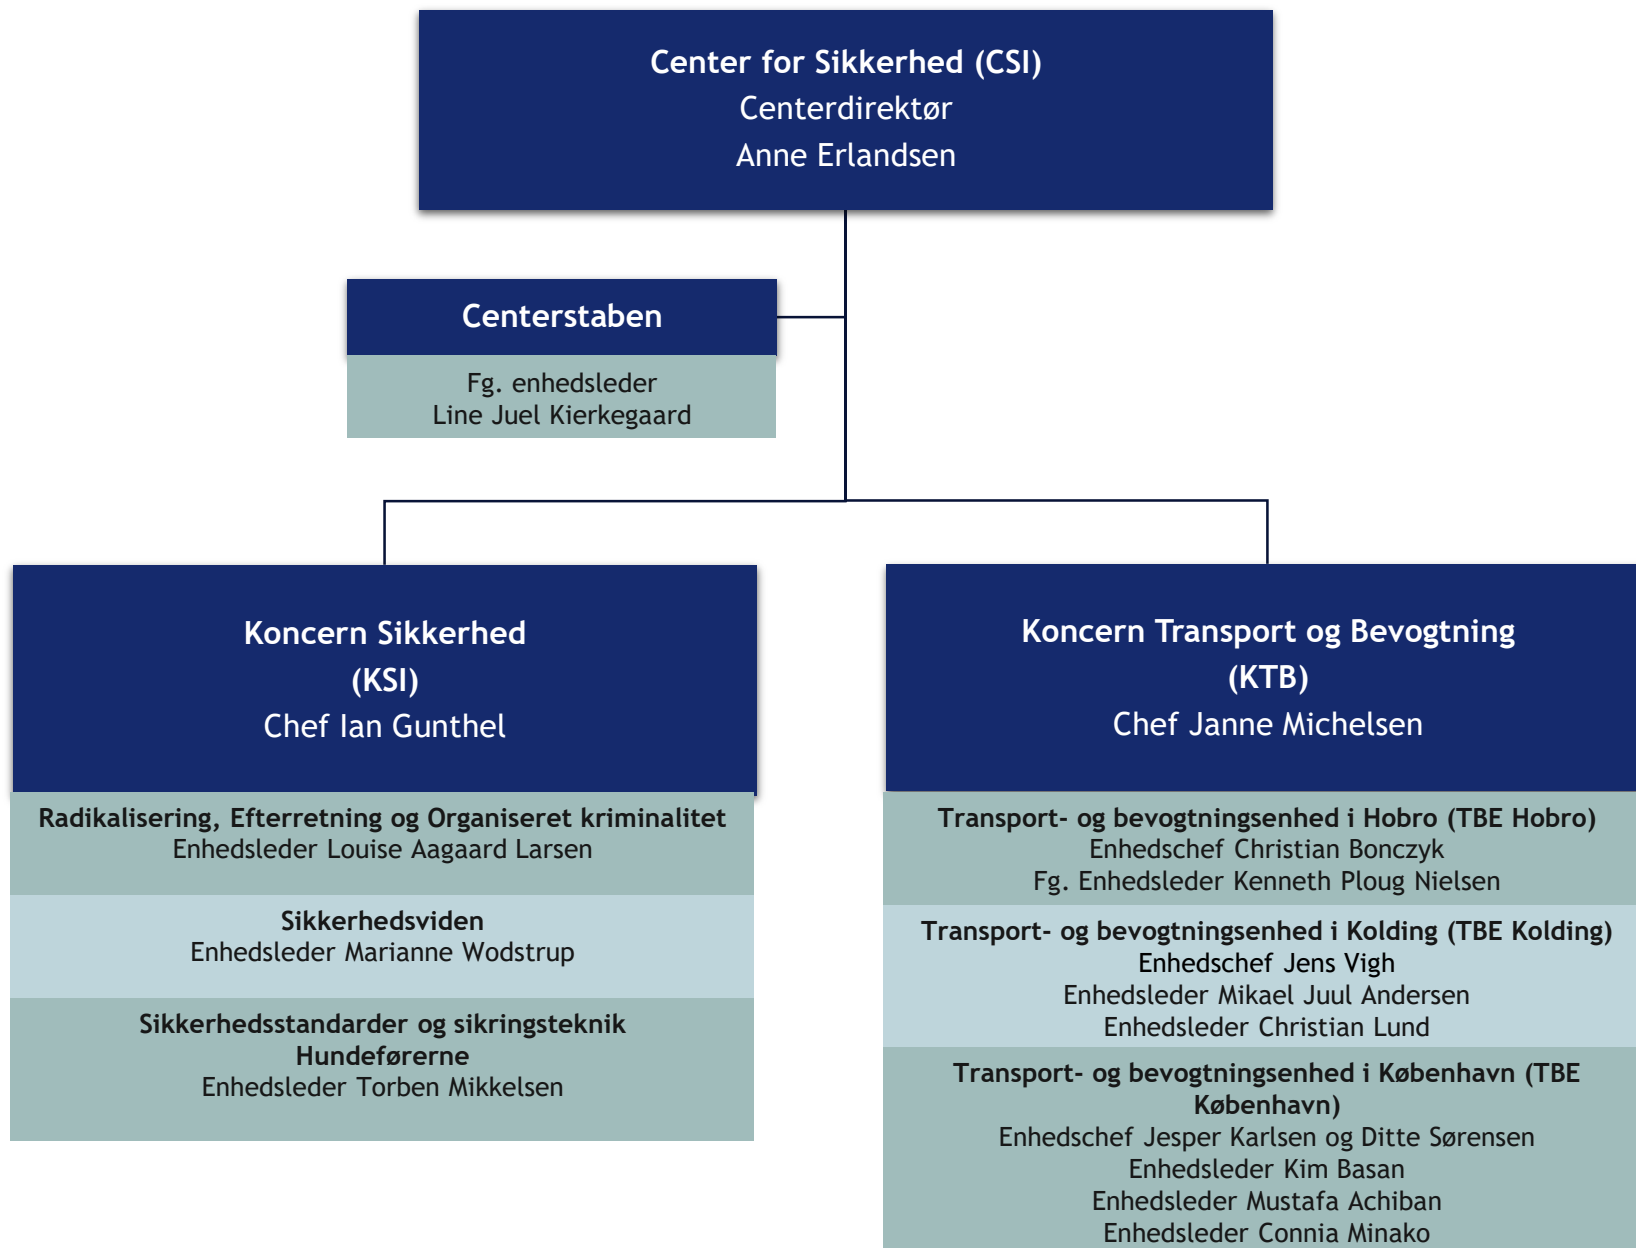 Center for Sikkerhed (CSI)
Centerdirektør
Anne Erlandsen
Centerstaben
Fg. enhedsleder
Line Juel Kierkegaard
Koncern Sikkerhed
(KSI)
Chef Ian Gunthel
Radikalisering, Efterretning og Organiseret kriminalitet
Enhedsleder Louise Aagaard Larsen
Sikkerhedsviden
Enhedsleder Marianne Wodstrup
Sikkerhedsstandarder og sikringsteknik
Hundeførerne
Enhedsleder Torben Mikkelsen
Koncern Transport og Bevogtning
(KTB)
Chef Janne Michelsen
Transport- og bevogtningsenhed i Hobro (TBE Hobro)
Enhedschef Christian Bonczyk
Fg. Enhedsleder Kenneth Ploug Nielsen
Transport- og bevogtningsenhed i Kolding (TBE Kolding)
Enhedschef Jens Vigh
Enhedsleder Mikael Juul Andersen
Enhedsleder Christian Lund
Transport- og bevogtningsenhed i København (TBE
København)
Enhedschef Jesper Karlsen og Ditte Sørensen
Enhedsleder Kim Basan
Enhedsleder Mustafa Achiban
Enhedsleder Connia Minako